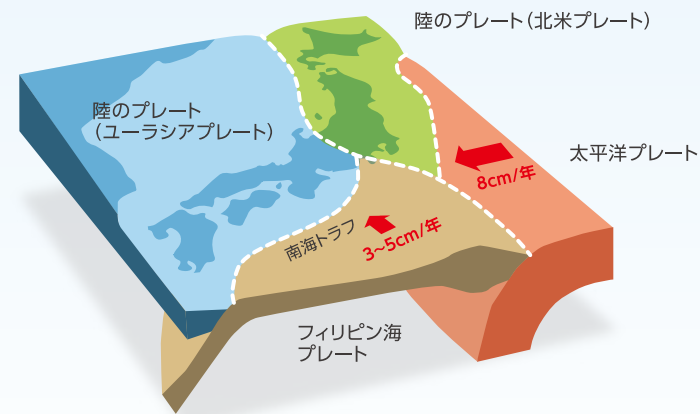 陸のプレート（北米プレート）
陸のプレート
（ユーラシアプレート）
太平洋プレート
8cm/年
南海トラフ
3~5cm/年
フィリピン海
プレート